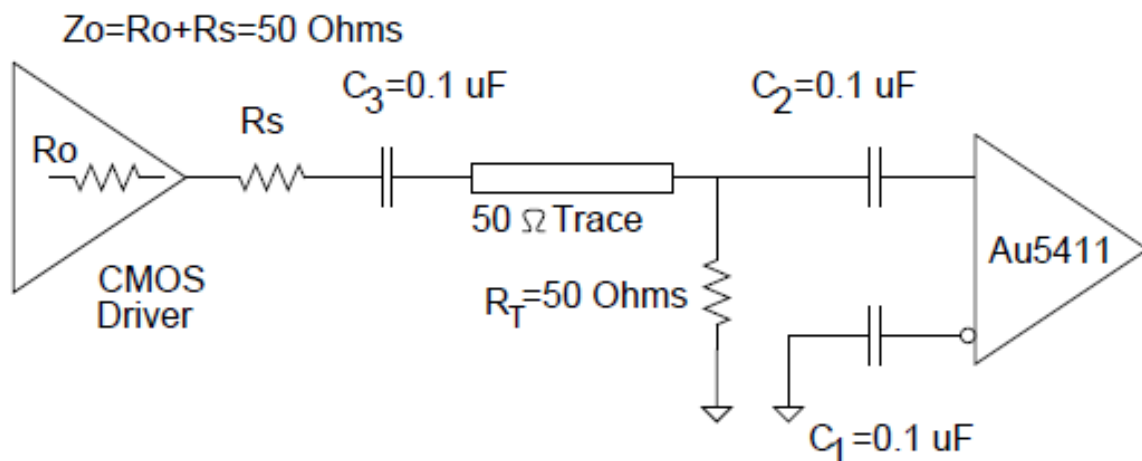 Zo=Ro+Rs=50 Ohms
C3=0.1 uF
C2=0.1 uF
Rs
Ro
50 Ω Trace
Au5411
CMOS
Driver
RT=50 Ohms
C1=0.1 uF